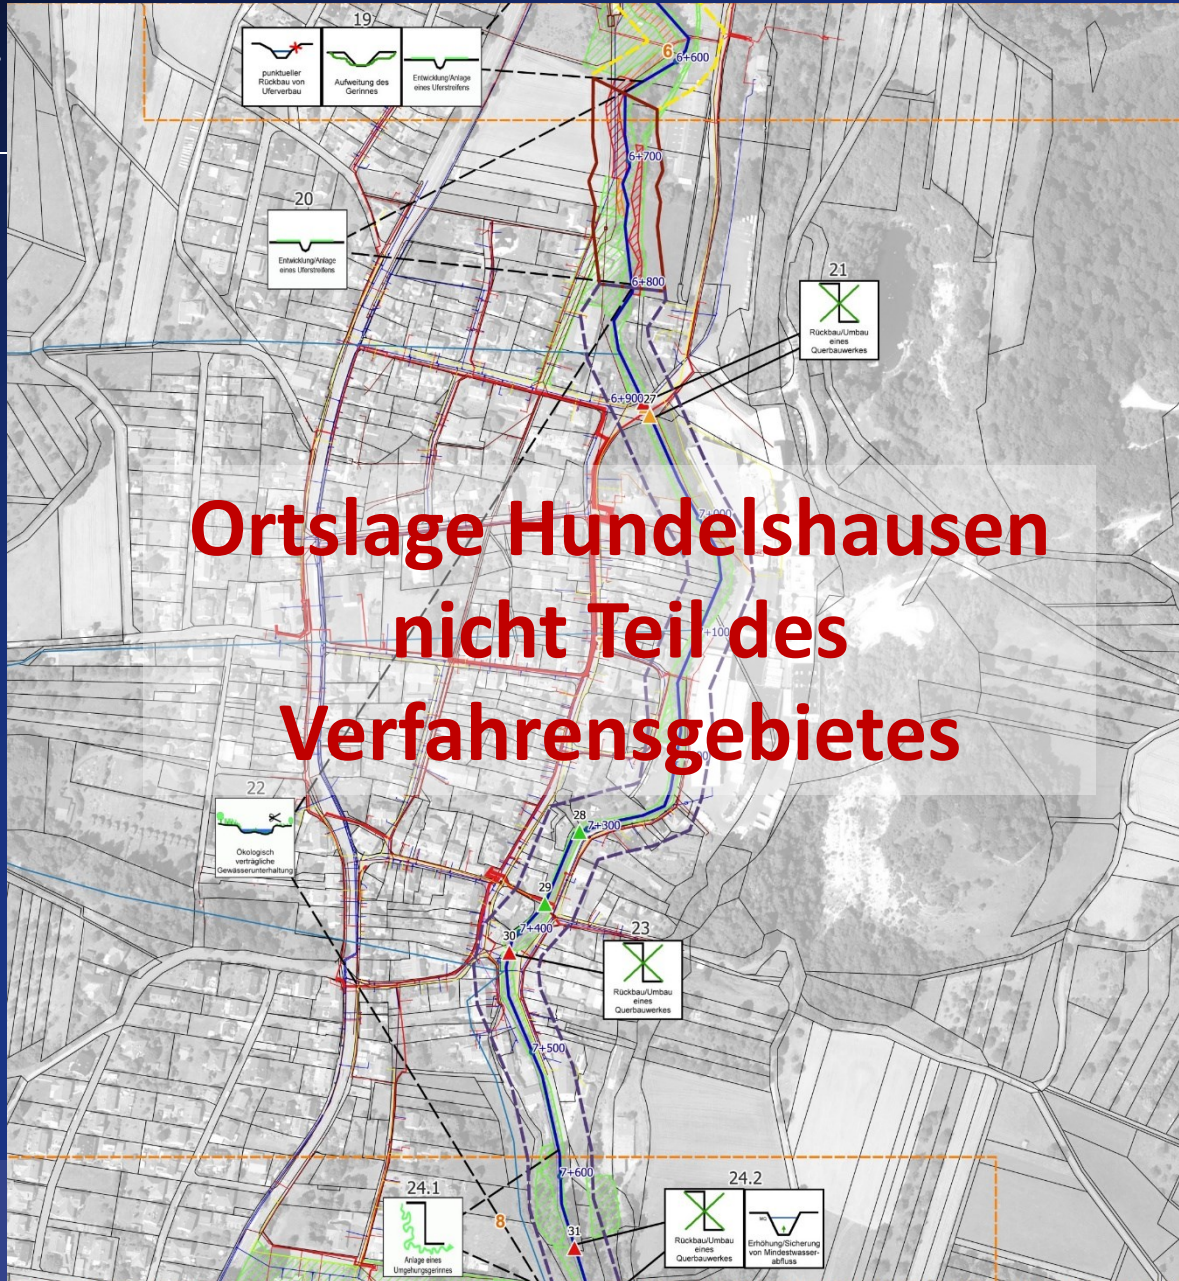 19
punktueller
Rückbau von
Uferverbau
Aufweitung des
Gerinnes
Entwicklung/Anlage
eines Uferstreifens
6
6+600
6+700
20
Entwicklung/Anlage
eines Uferstreifens
6+800
21
Rückbau/Umbau
eines
Querbauwerkes
6+900
27
7+000
Ortslage Hundelshausen
nicht Teil des
Verfahrensgebietes
7+100
22
Ökologisch
verträgliche
Gewässerunterhaltung
28
7+300
29
7+400
30
23
Rückbau/Umbau
eines
Querbauwerkes
7+500
7+600
24.1
Anlage eines
Umgehungsgerinnes
8
31
24.2
Rückbau/Umbau
eines
Querbauwerkes
Erhöhung/Sicherung
von Mindestwasser-
abfluss